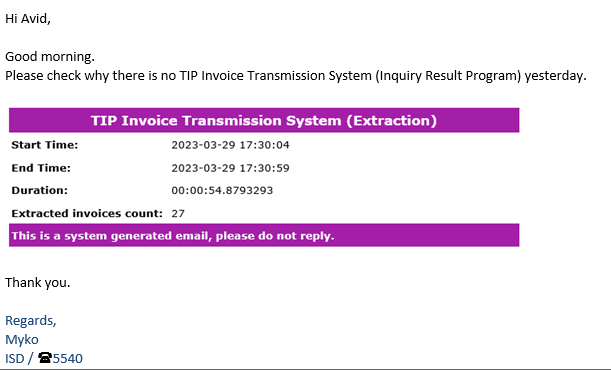 Hi Avid,
Good morning.
Please check why there is no TIP Invoice Transmission System (Inquiry Result Program) yesterday.
TIP Invoice Transmission System (Extraction)
Start Time: 2023-03-29 17:30:04
End Time: 2023-03-29 17:30:59
Duration: 00:00:54.8793293
Extracted invoices count: 27
This is a system generated email, please do not reply.
Thank you.
Regards,
Myko
ISD / ☎5540